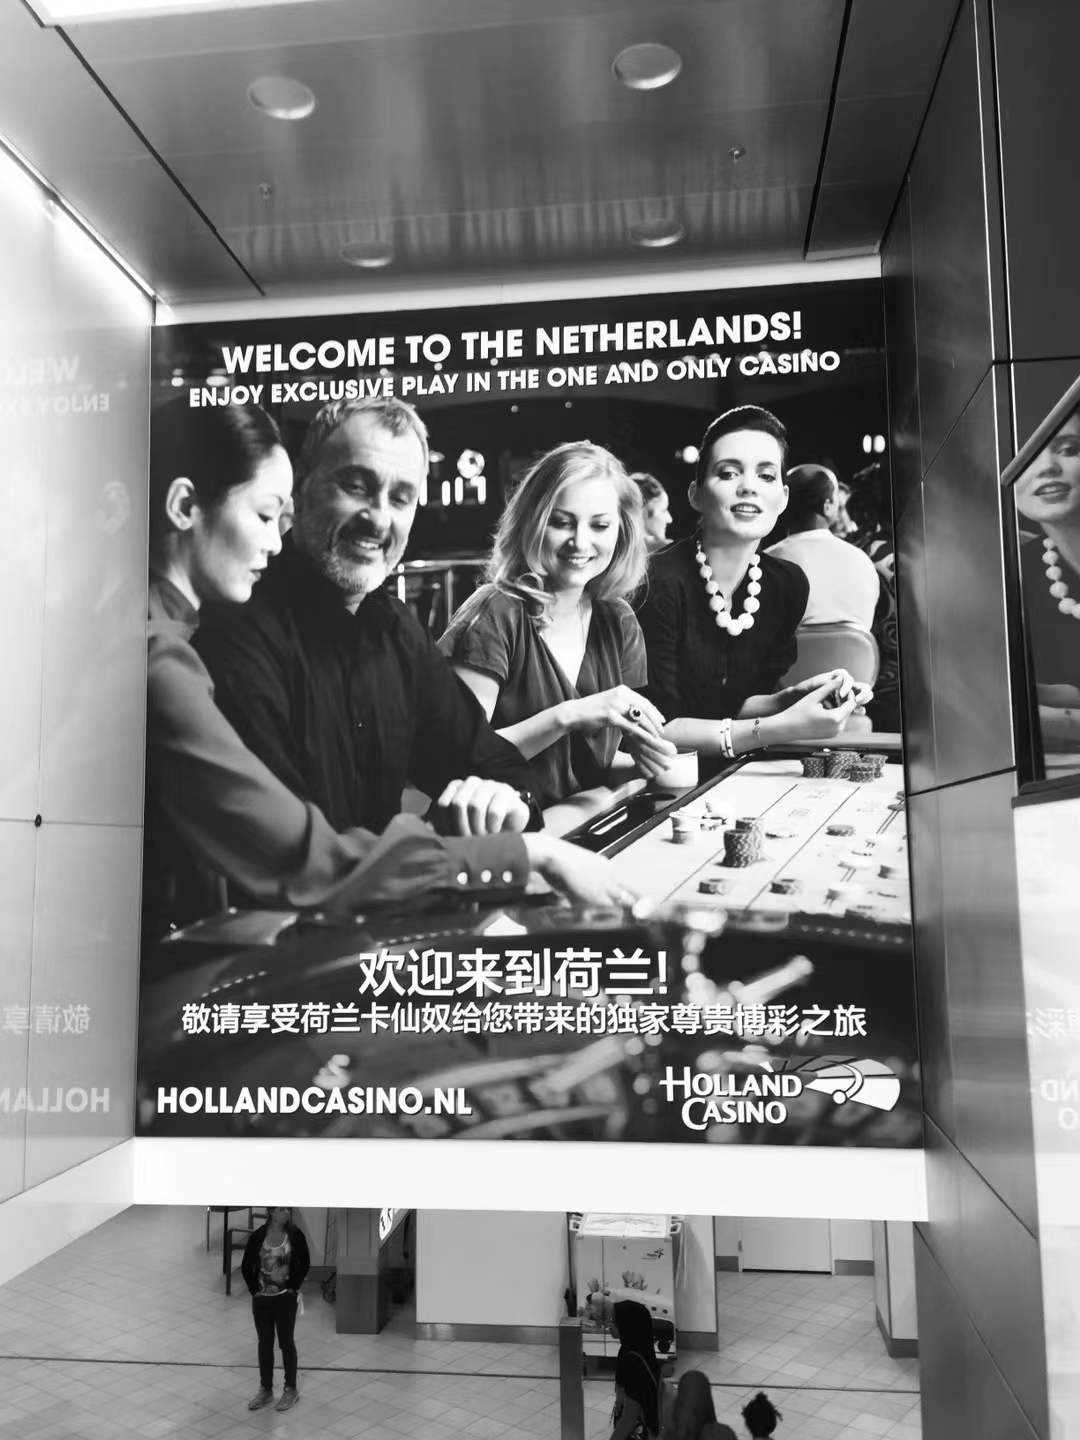 WELCOME TO THE NETHERLANDS!
ENJOY EXCLUSIVE PLAY IN THE ONE AND ONLY CASINO
欢迎来到荷兰!
敬请享受荷兰卡仙奴给您带来的独家尊贵博彩之旅
HOLLANDCASINO.NL
HOLLAND
CASINO